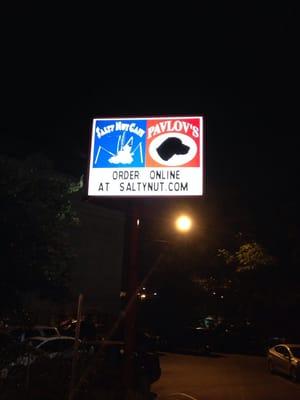 SALTY NUT CAFE
PAVLOV'S
ORDER ONLINE
AT SALTYNUT.COM